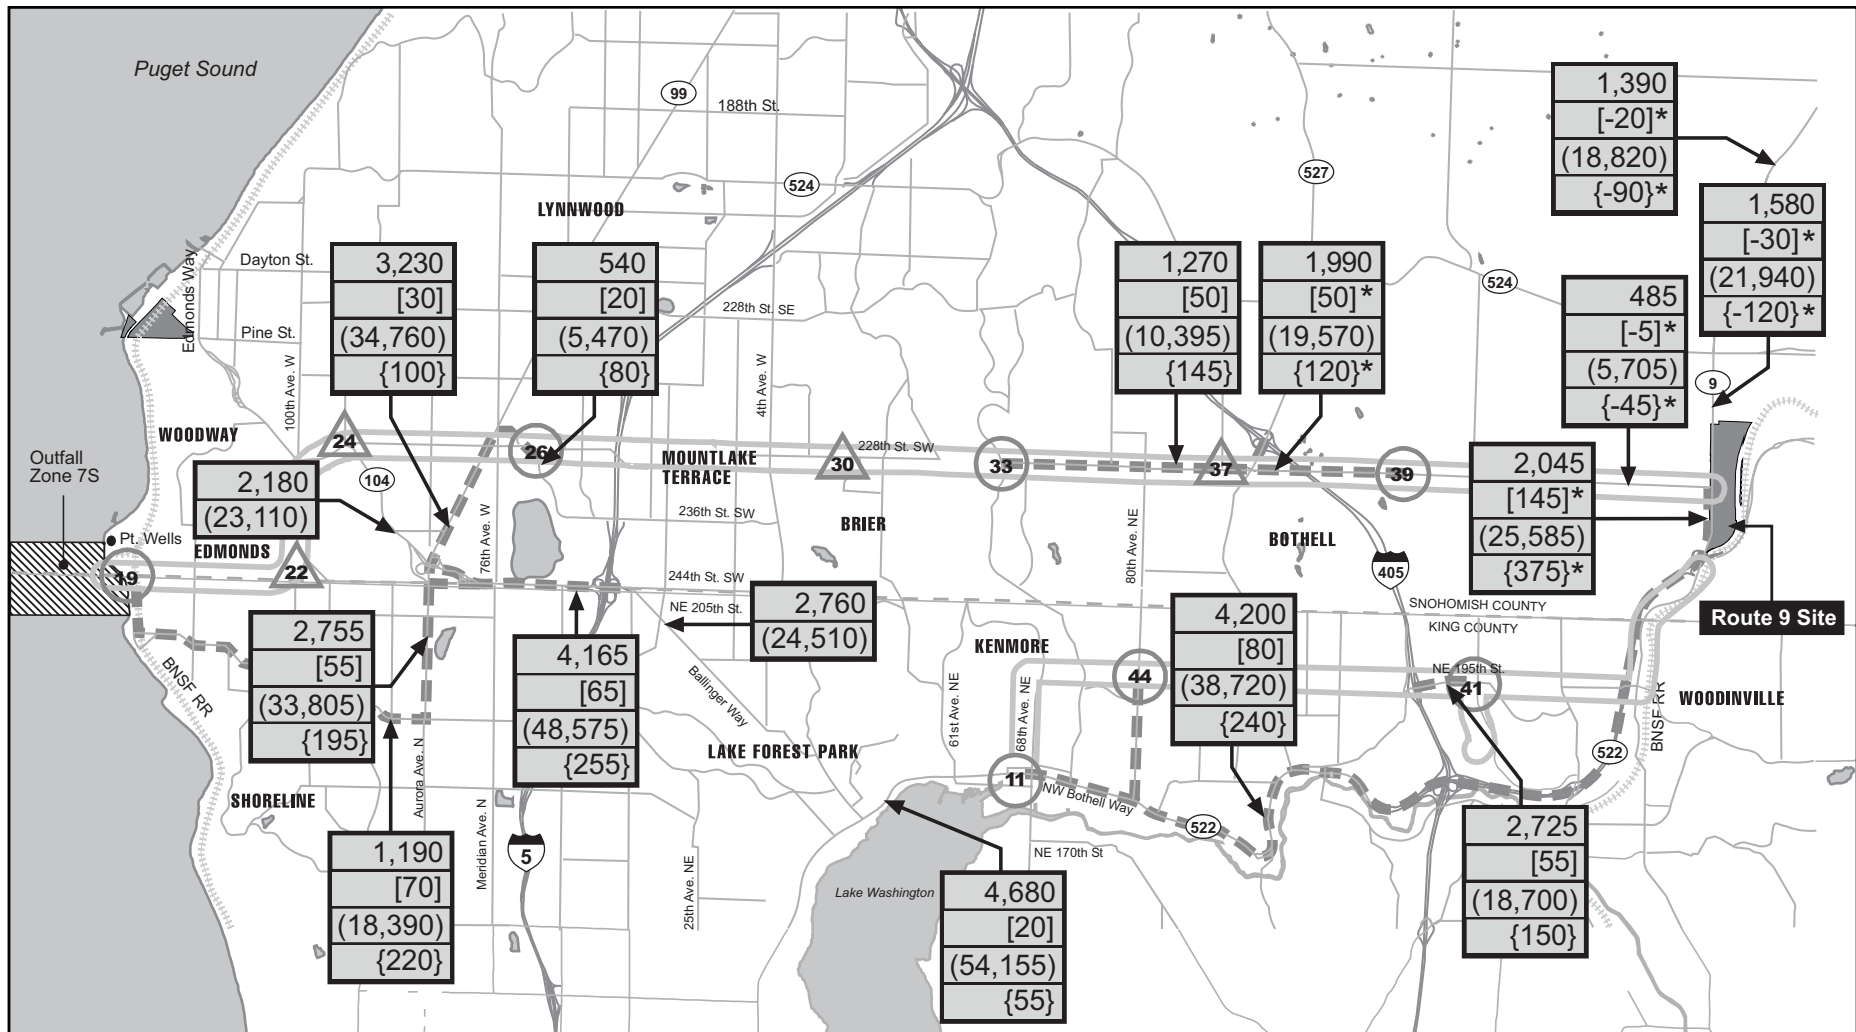 Puget Sound
99
188th St.
524
LYNNWOOD
527
1,390
[-20]*
(18,820)
{-90}*
1,580
[-30]*
(21,940)
{-120}*
Edmonds Way
Dayton St.
Pine St.
3,230
[30]
(34,760)
{100}
540
[20]
(5,470)
{80}
228th St. SE
1,270
[50]
(10,395)
{145}
1,990
[50]*
(19,570)
{120}*
524
485
[-5]*
(5,705)
{-45}*
9
100th Ave. W
4th Ave. W
WOODWAY
24
26
MOUNTLAKE
TERRACE
30
228th St. SW
33
37
39
2,045
[145]*
(25,585)
{375}*
Outfall
Zone 7S
2,180
(23,110)
104
76th Ave. W
236th St. SW
BRIER
80th Ave. NE
BOTHELL
405
Pt. Wells
EDMONDS
19
22
244th St. SW
NE 205th St.
2,760
(24,510)
SNOHOMISH COUNTY
KING COUNTY
Route 9 Site
2,755
[55]
(33,805)
{195}
4,165
[65]
(48,575)
{255}
KENMORE
4,200
[80]
(38,720)
{240}
NE 195th St.
44
41
BNSF RR
Ballinger Way
61st Ave. NE
68th Ave. NE
BNSF RR
WOODINVILLE
LAKE FOREST PARK
522
Aurora Ave. N
Meridian Ave. N
SHORELINE
11
NW Bothell Way
522
5
25th Ave. NE
NE 170th St
1,190
[70]
(18,390)
{220}
Lake Washington
4,680
[20]
(54,155)
{55}
2,725
[55]
(18,700)
{150}